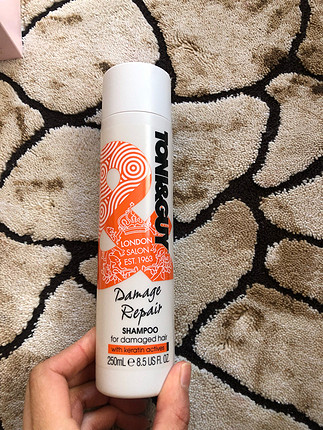 TONI&GUY
LONDON
SALON
EST. 1963
Damage
Repair
SHAMPOO
for damaged hair
with keratin actives
250mL ℮ 8.5 US FL OZ.